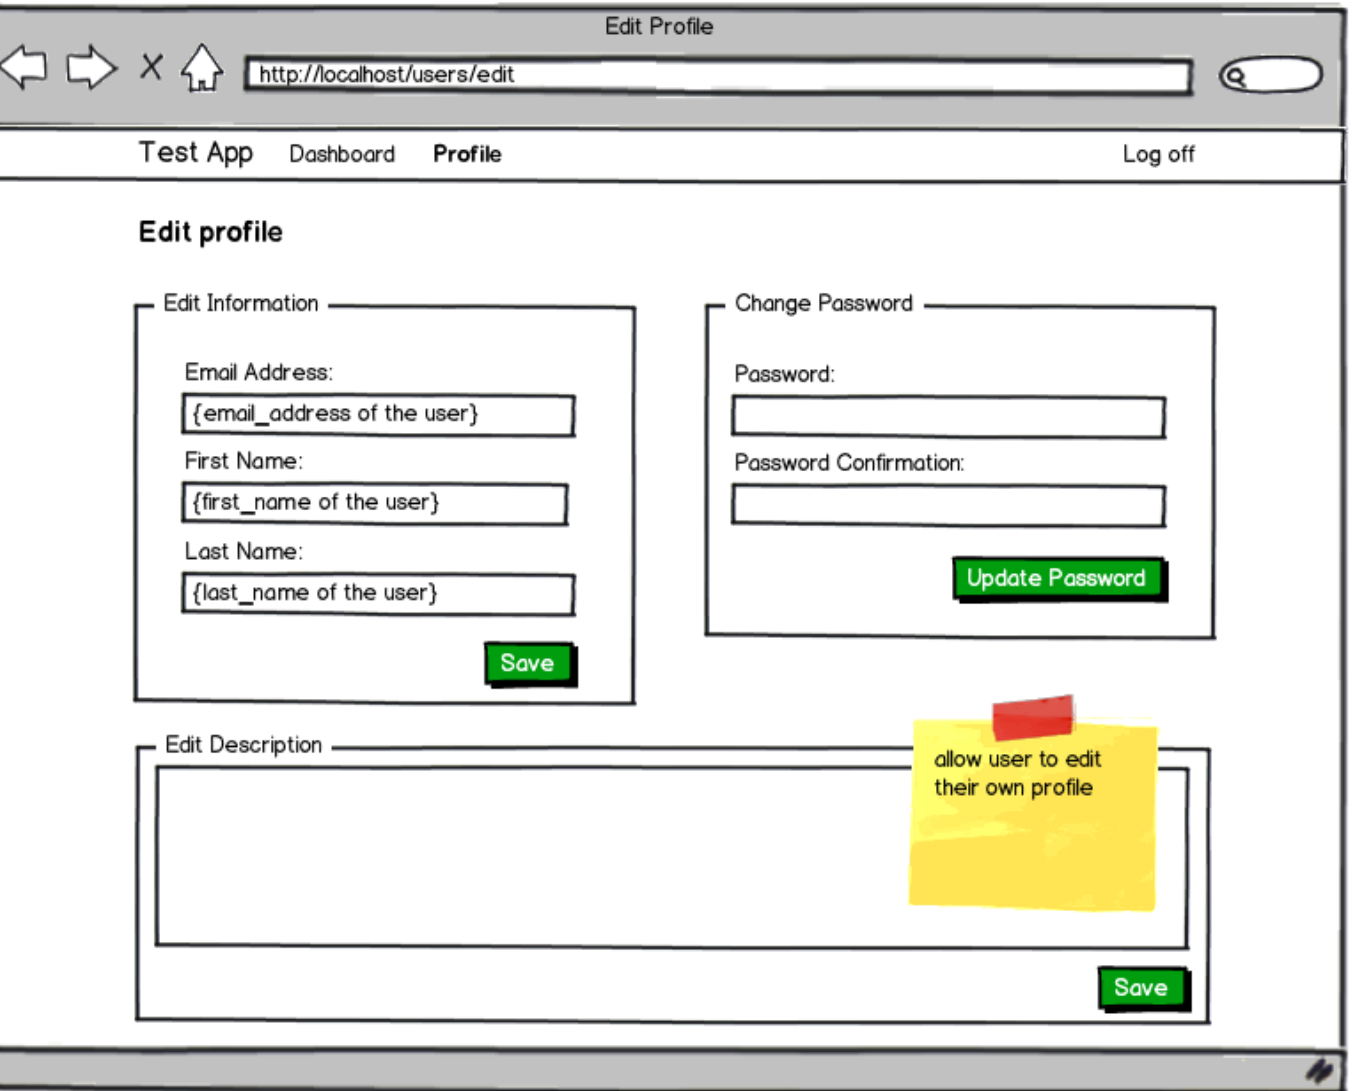 Edit Profile
http://localhost/users/edit
Test App Dashboard Profile Log off
Edit profile
Edit Information
Email Address:
{email_address of the user}
First Name:
{first_name of the user}
Last Name:
{last_name of the user}
Save
Change Password
Password:
Password Confirmation:
Update Password
Edit Description
allow user to edit
their own profile
Save